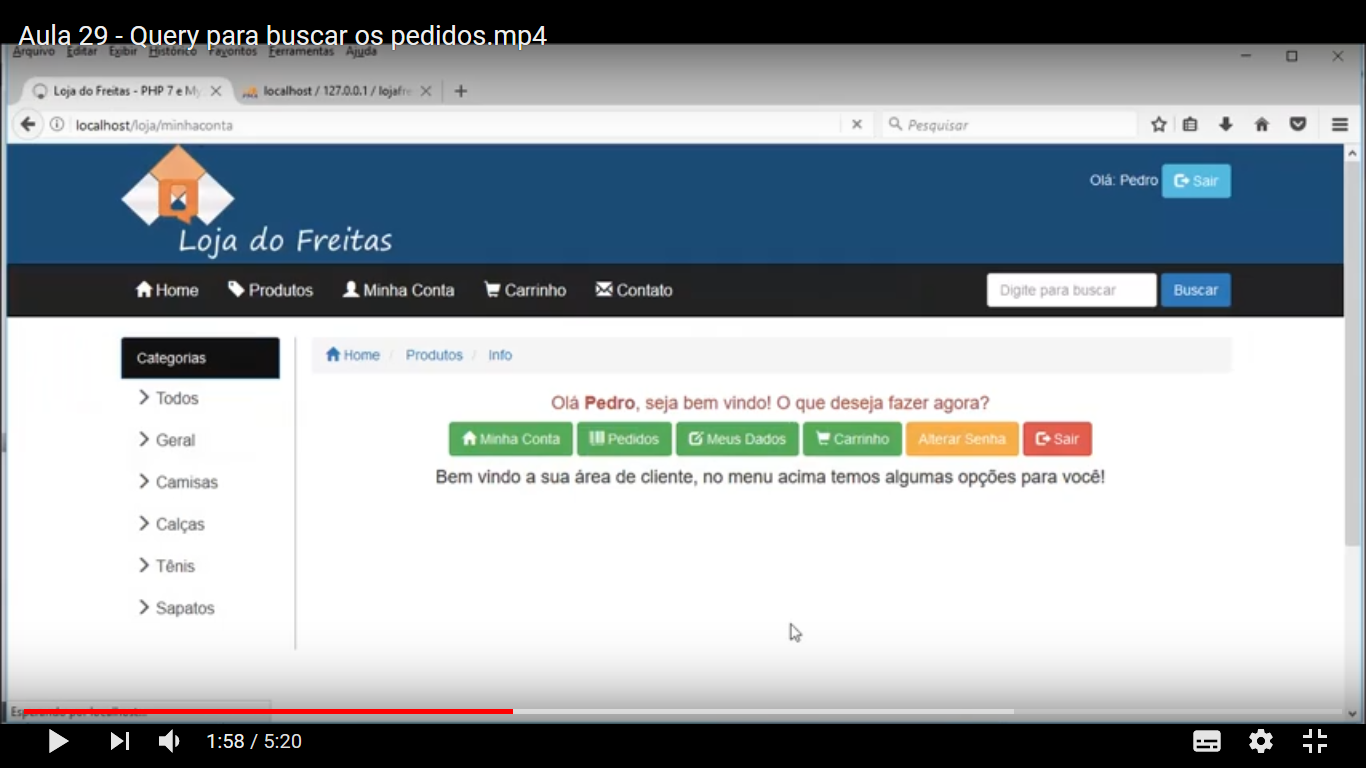 Aula 29 - Query para buscar os pedidos.mp4
Arquivo Editar Exibir Histórico Favoritos Ferramentas Ajuda
Loja do Freitas - PHP 7 e My
localhost / 127.0.0.1 / lojafre
localhost/loja/minhaconta
Pesquisar
Olá: Pedro Sair
Loja do Freitas
Home Produtos Minha Conta Carrinho Contato
Digite para buscar Buscar
Categorias
Todos
Geral
Camisas
Calças
Tênis
Sapatos
Home / Produtos / Info
Olá Pedro, seja bem vindo! O que deseja fazer agora?
Minha Conta Pedidos Meus Dados Carrinho Alterar Senha Sair
Bem vindo a sua área de cliente, no menu acima temos algumas opções para você!
Esperando por localhost...
1:58 / 5:20